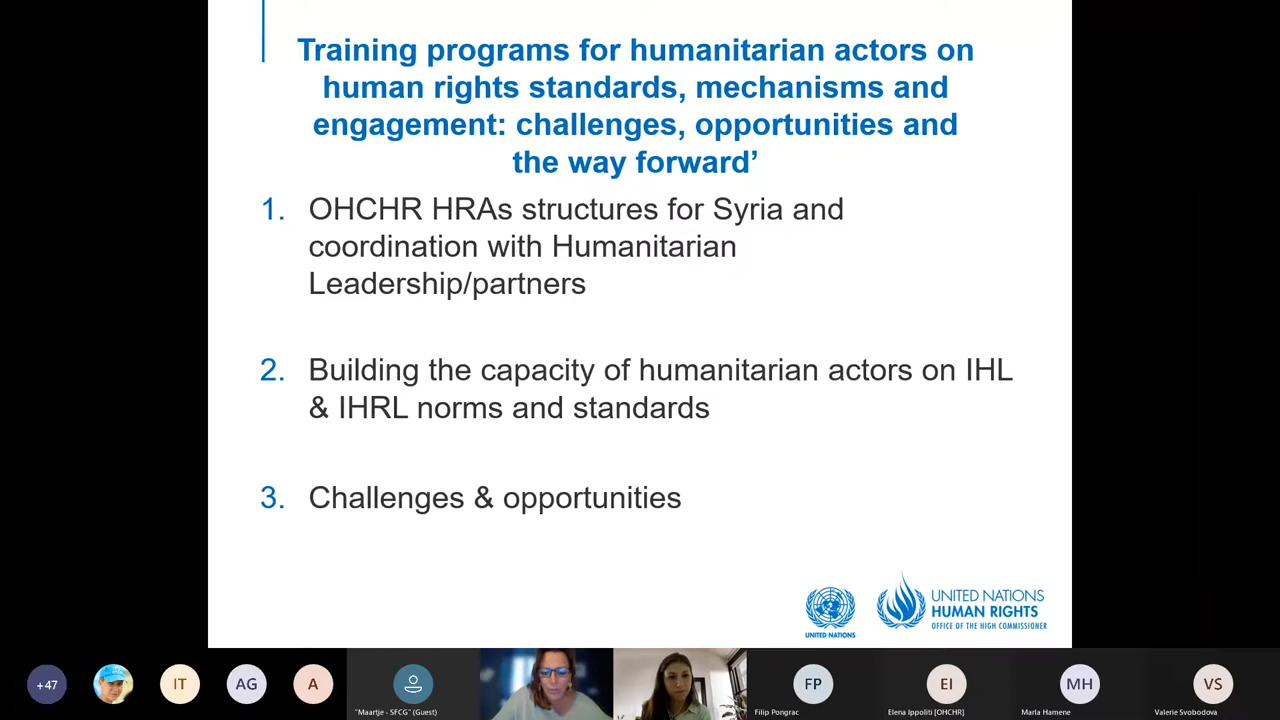 Training programs for humanitarian actors on
human rights standards, mechanisms and
engagement: challenges, opportunities and
the way forward’
1. OHCHR HRAs structures for Syria and
coordination with Humanitarian
Leadership/partners
2. Building the capacity of humanitarian actors on IHL
& IHRL norms and standards
3. Challenges & opportunities
UNITED NATIONS
UNITED NATIONS
HUMAN RIGHTS
OFFICE OF THE HIGH COMMISSIONER
+47
IT
AG
A
"Maartje - SFCG" (Guest)
FP
Filip Pongrac
EI
Elena Ippoliti [OHCHR]
MH
Marla Hamene
VS
Valerie Svobodova